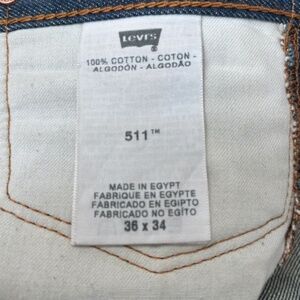 Levi's
®
100% COTTON - COTON -
ALGODÓN - ALGODÃO
511™
MADE IN EGYPT
FABRIQUE EN EGYPTE
FABRICADO EN EGIPTO
FABRICADO NO EGITO
36 x 34